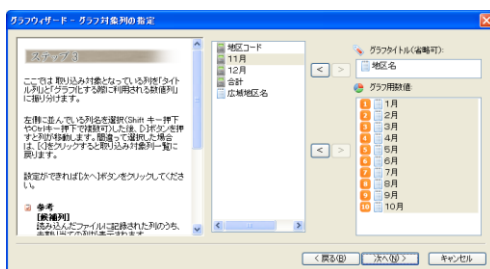 グラフウィザード - グラフ対象列の指定
ステップ3
ここでは 取り込み対象となっている列を「タイト
ル列」と「グラフ化する際に利用される数値列」
に振り分けます。
左側に並んでいる列名を選択(Shift キー押下
やCtrlキー押下で複数可)した後、[>]ボタンを押
すと列が移動します。間違って選択した場合
は、[<]をクリックすると取り込み対象列一覧に
戻ります。
設定ができれば[次へ]ボタンをクリックしてくださ
い。
参考
[候補列]
読み込んだファイルに記録された列のうち、
地区コード
11月
12月
合計
広域地区名
<
>
グラフタイトル(省略可):
地区名
グラフ用数値:
<
>
1 1月
2 2月
3 3月
4 4月
5 5月
6 6月
7 7月
8 8月
9 9月
10 10月
< 戻る(B)
次へ(N) >
キャンセル